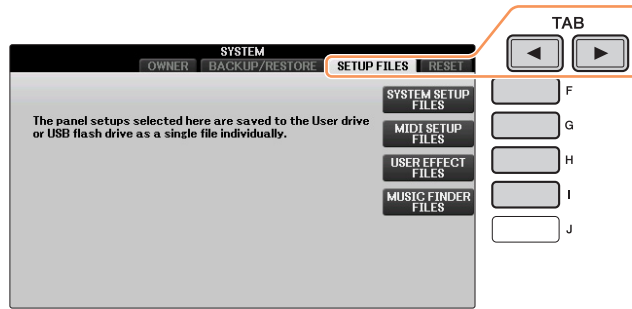 TAB
SYSTEM
OWNER BACKUP/RESTORE SETUP FILES RESET
SYSTEM SETUP
FILES
F
The panel setups selected here are saved to the User drive
or USB flash drive as a single file individually.
MIDI SETUP
FILES
G
USER EFFECT
FILES
H
MUSIC FINDER
FILES
I
J